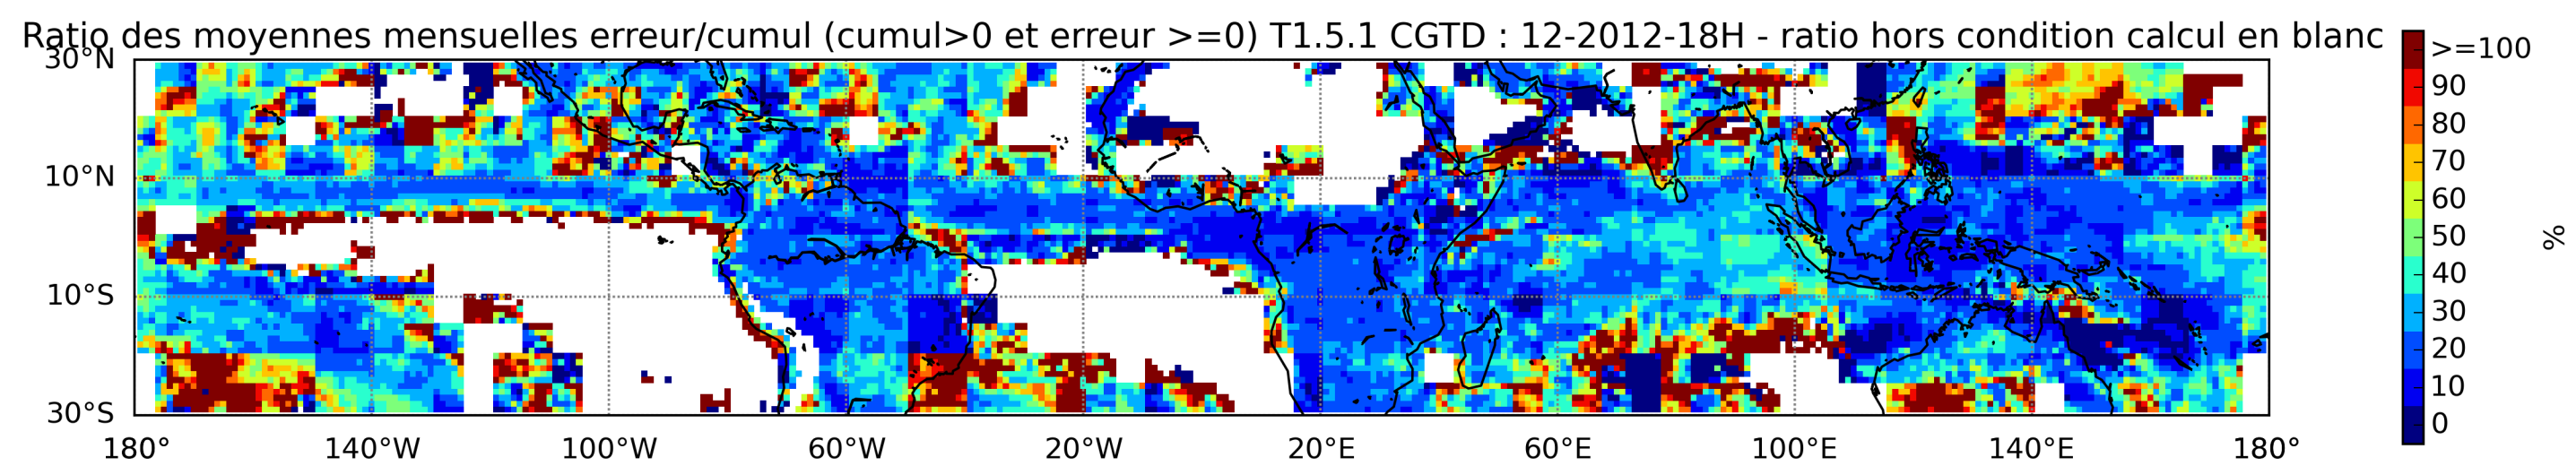 Ratio des moyennes mensuelles erreur/cumul (cumul>0 et erreur >=0) T1.5.1 CGTD : 12-2012-18H - ratio hors condition calcul en blanc
30°N
10°N
10°S
30°S
180° 140°W 100°W 60°W 20°W 20°E 60°E 100°E 140°E 180°
>=100
90
80
70
60
50
40
30
20
10
0
%